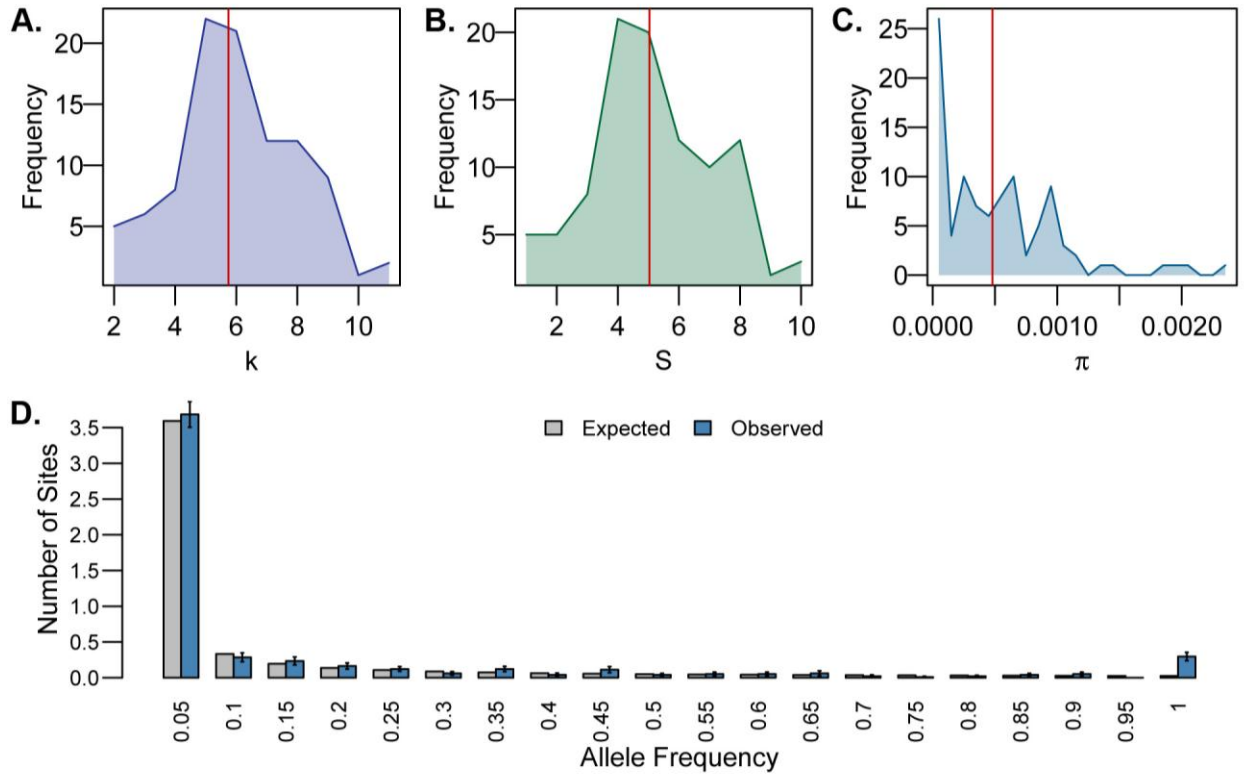 A.
Frequency
20
15
10
5
2 4 6 8 10
k
B.
Frequency
20
15
10
5
2 4 6 8 10
S
C.
Frequency
25
20
15
10
5
0
0.0000 0.0010 0.0020
π
D.
Expected Observed
Number of Sites
3.5
3.0
2.5
2.0
1.5
1.0
0.5
0.0
0.05 0.1 0.15 0.2 0.25 0.3 0.35 0.4 0.45 0.5 0.55 0.6 0.65 0.7 0.75 0.8 0.85 0.9 0.95 1
Allele Frequency